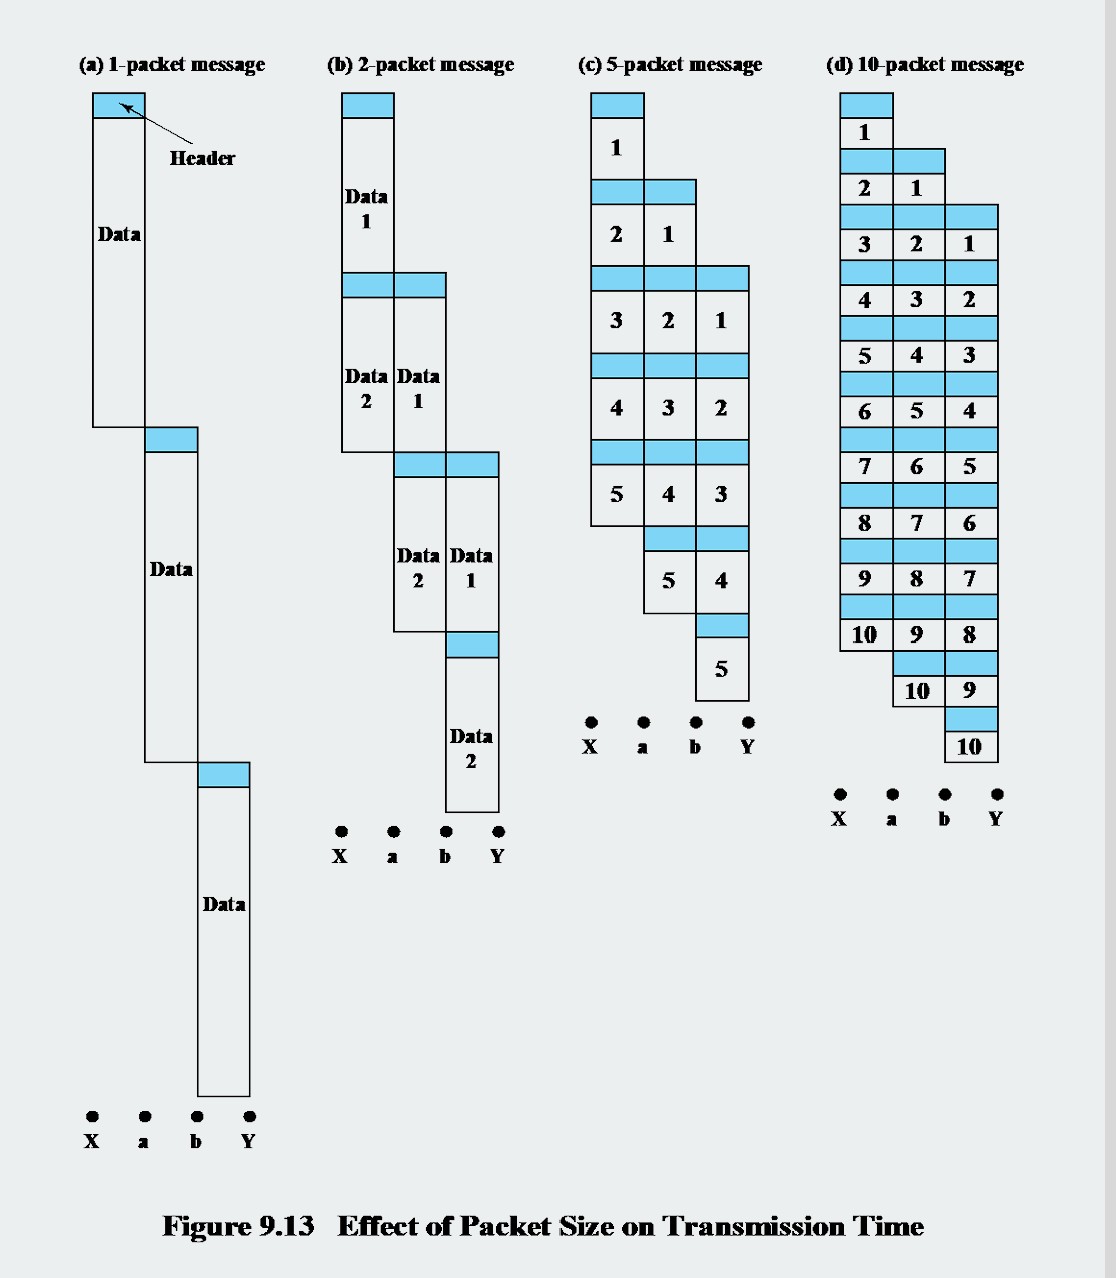 (a) 1-packet message
Header
Data
Data
Data
X a b Y
(b) 2-packet message
Data
1
Data Data
2 1
Data Data
2 1
Data
2
X a b Y
(c) 5-packet message
1
2 1
3 2 1
4 3 2
5 4 3
5 4
5
X a b Y
(d) 10-packet message
1
2 1
3 2 1
4 3 2
5 4 3
6 5 4
7 6 5
8 7 6
9 8 7
10 9 8
10 9
10
X a b Y
Figure 9.13 Effect of Packet Size on Transmission Time